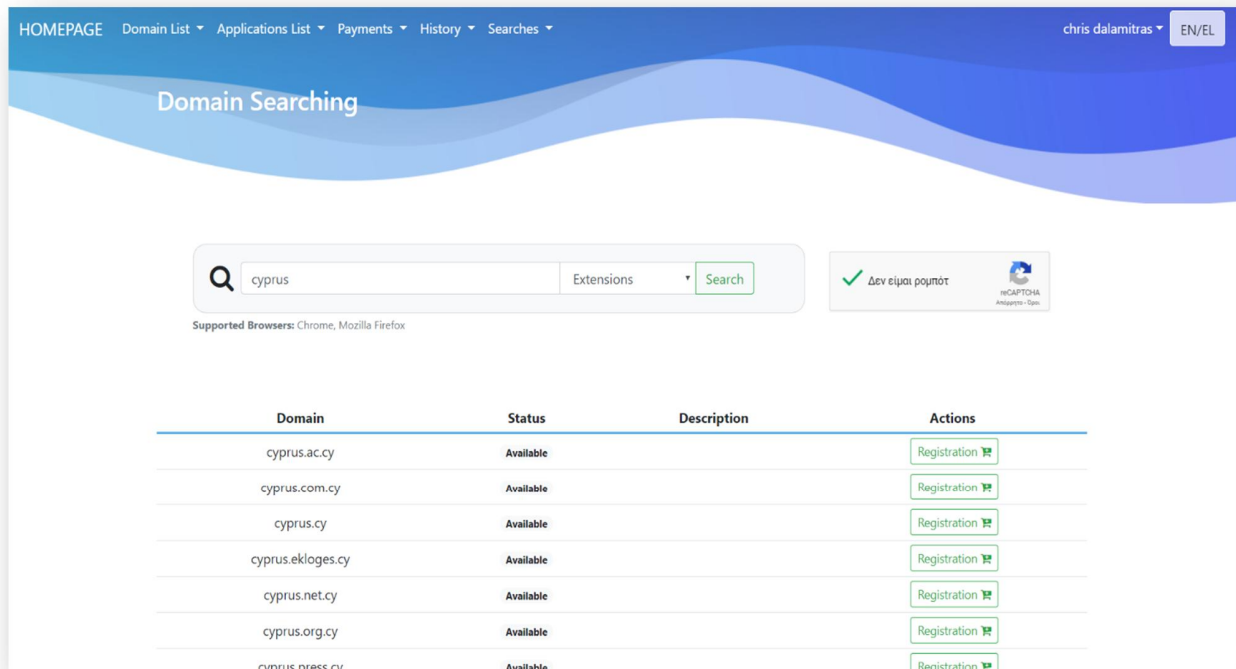 HOMEPAGE Domain List Applications List Payments History Searches chris dalamitras EN/EL
Domain Searching
cyprus Extensions Search
Δεν είμαι ρομπότ
reCAPTCHA
Απόρρητο - Όροι
Supported Browsers: Chrome, Mozilla Firefox
Domain Status Description Actions
cyprus.ac.cy Available Registration
cyprus.com.cy Available Registration
cyprus.cy Available Registration
cyprus.ekloges.cy Available Registration
cyprus.net.cy Available Registration
cyprus.org.cy Available Registration
cyprus.press.cy Available Registration